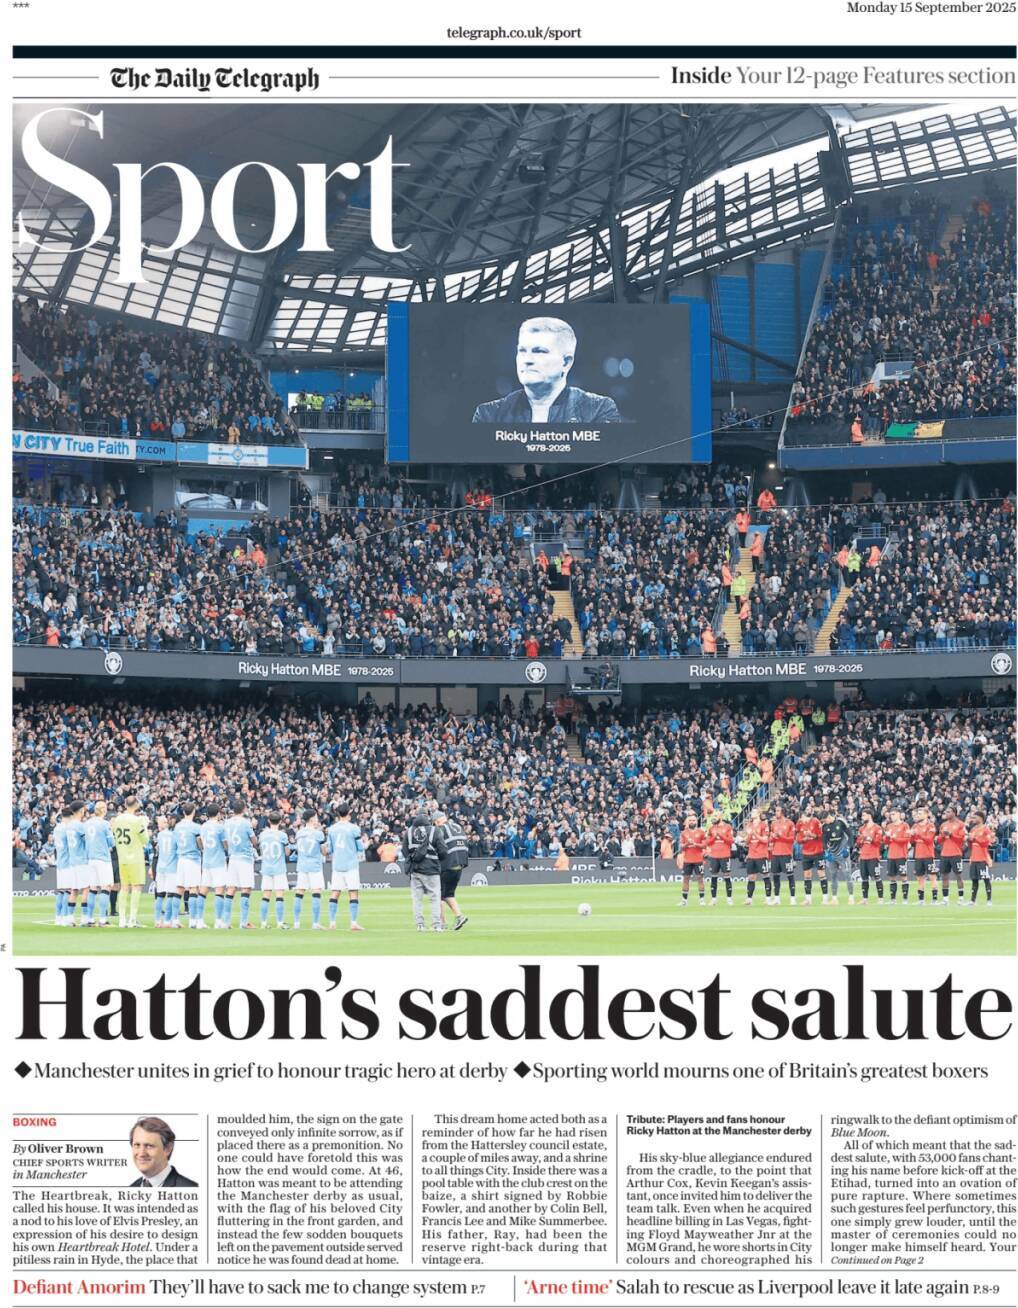 ***
Monday 15 September 2025
telegraph.co.uk/sport
The Daily Telegraph
Inside Your 12-page Features section
Sport
Ricky Hatton MBE
1978-2025
N CITY True Faith
Y.COM
Ricky Hatton MBE 1978-2025
Ricky Hatton MBE 1978-2025
25
20
Ricky Hatton M
PA
Hatton's saddest salute
◆Manchester unites in grief to honour tragic hero at derby ◆Sporting world mourns one of Britain's greatest boxers
BOXING
By Oliver Brown
CHIEF SPORTS WRITER
in Manchester
The Heartbreak, Ricky Hatton
called his house. It was intended as
a nod to his love of Elvis Presley, an
expression of his desire to design
his own Heartbreak Hotel. Under a
pitiless rain in Hyde, the place that
moulded him, the sign on the gate
conveyed only infinite sorrow, as if
placed there as a premonition. No
one could have foretold this was
how the end would come. At 46,
Hatton was meant to be attending
the Manchester derby as usual,
with the flag of his beloved City
fluttering in the front garden, and
instead the few sodden bouquets
left on the pavement outside served
notice he was found dead at home.
This dream home acted both as a
reminder of how far he had risen
from the Hattersley council estate,
a couple of miles away, and a shrine
to all things City. Inside there was a
pool table with the club crest on the
baize, a shirt signed by Robbie
Fowler, and another by Colin Bell,
Francis Lee and Mike Summerbee.
His father, Ray, had been the
reserve right-back during that
vintage era.
Tribute: Players and fans honour
Ricky Hatton at the Manchester derby
His sky-blue allegiance endured
from the cradle, to the point that
Arthur Cox, Kevin Keegan's assis-
tant, once invited him to deliver the
team talk. Even when he acquired
headline billing in Las Vegas, fight-
ing Floyd Mayweather Jnr at the
MGM Grand, he wore shorts in City
colours and choreographed his
ringwalk to the defiant optimism of
Blue Moon.
All of which meant that the sad-
dest salute, with 53,000 fans chant-
ing his name before kick-off at the
Etihad, turned into an ovation of
pure rapture. Where sometimes
such gestures feel perfunctory, this
one simply grew louder, until the
master of ceremonies could no
longer make himself heard. Your
Continued on Page 2
Defiant Amorim They'll have to sack me to change system P.7
'Arne time' Salah to rescue as Liverpool leave it late again P.8-9